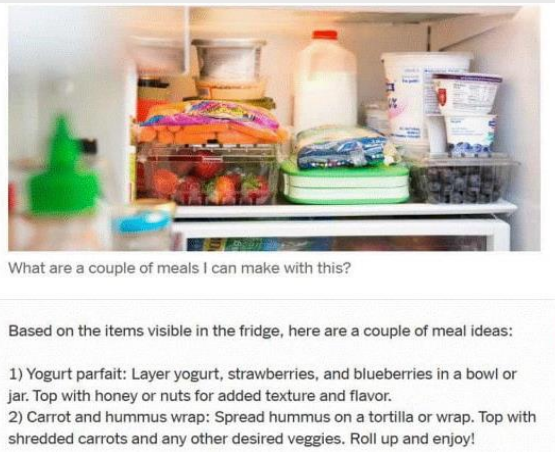 What are a couple of meals I can make with this?
Based on the items visible in the fridge, here are a couple of meal ideas:
1) Yogurt parfait: Layer yogurt, strawberries, and blueberries in a bowl or
jar. Top with honey or nuts for added texture and flavor.
2) Carrot and hummus wrap: Spread hummus on a tortilla or wrap. Top with
shredded carrots and any other desired veggies. Roll up and enjoy!